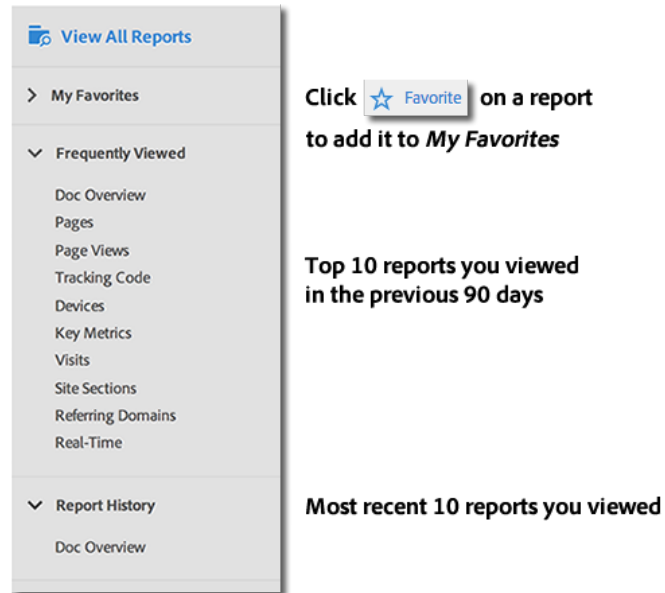 View All Reports
My Favorites
Click Favorite on a report
to add it to My Favorites
Frequently Viewed
Doc Overview
Pages
Page Views
Tracking Code
Devices
Key Metrics
Visits
Site Sections
Referring Domains
Real-Time
Top 10 reports you viewed
in the previous 90 days
Report History
Most recent 10 reports you viewed
Doc Overview